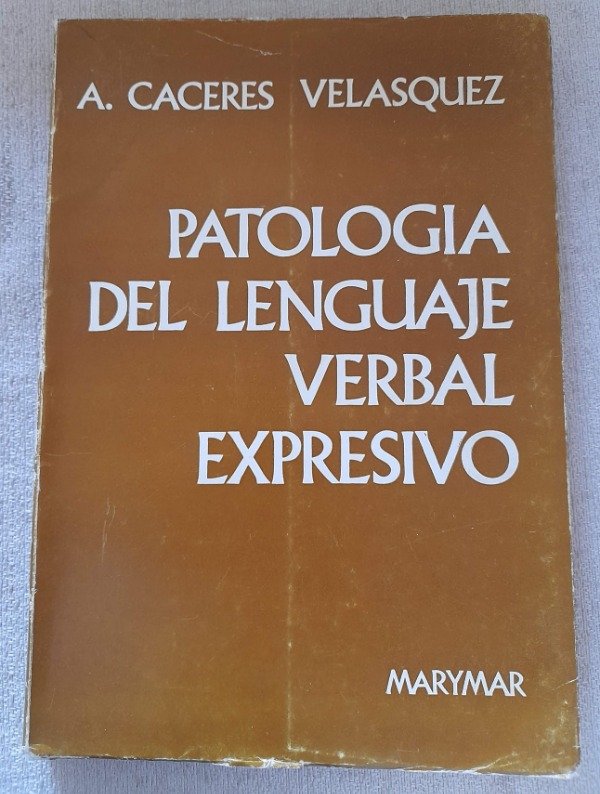 A. CACERES VELASQUEZ
PATOLOGIA
DEL LENGUAJE
VERBAL
EXPRESIVO
MARYMAR